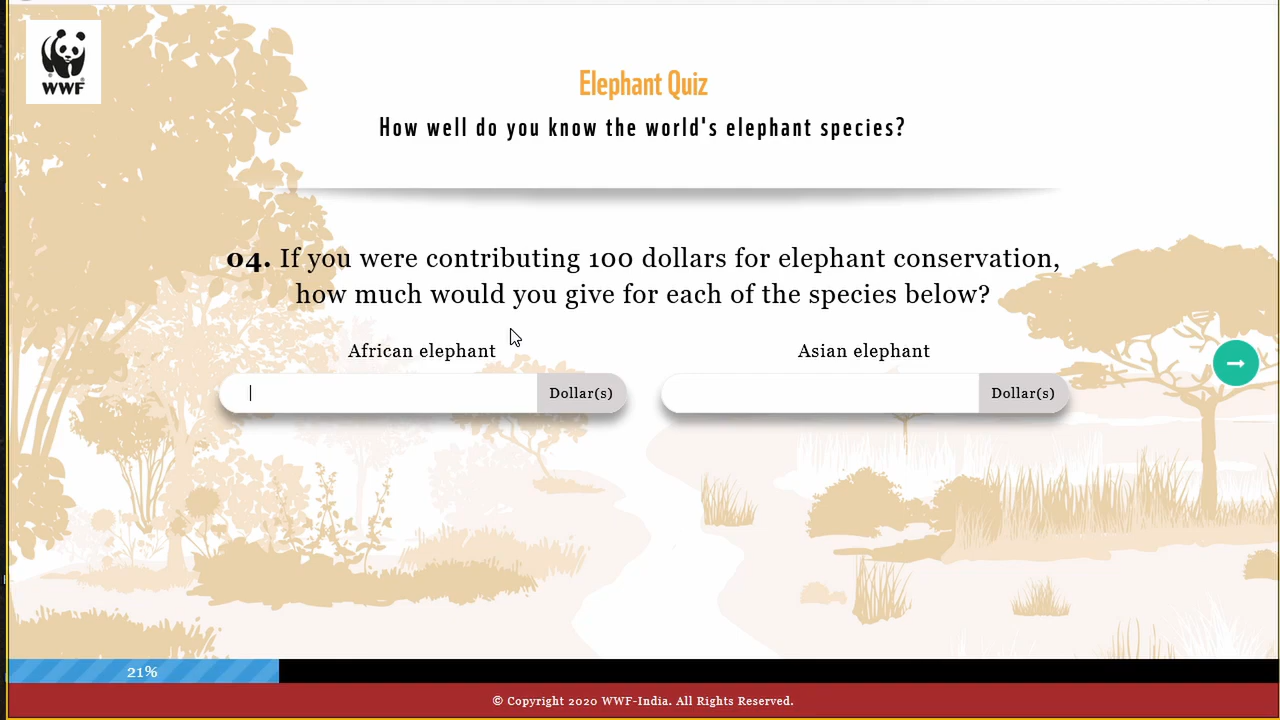 WWF
Elephant Quiz
How well do you know the world's elephant species?
04. If you were contributing 100 dollars for elephant conservation,
how much would you give for each of the species below?
African elephant
Asian elephant
Dollar(s)
Dollar(s)
21%
© Copyright 2020 WWF-India. All Rights Reserved.